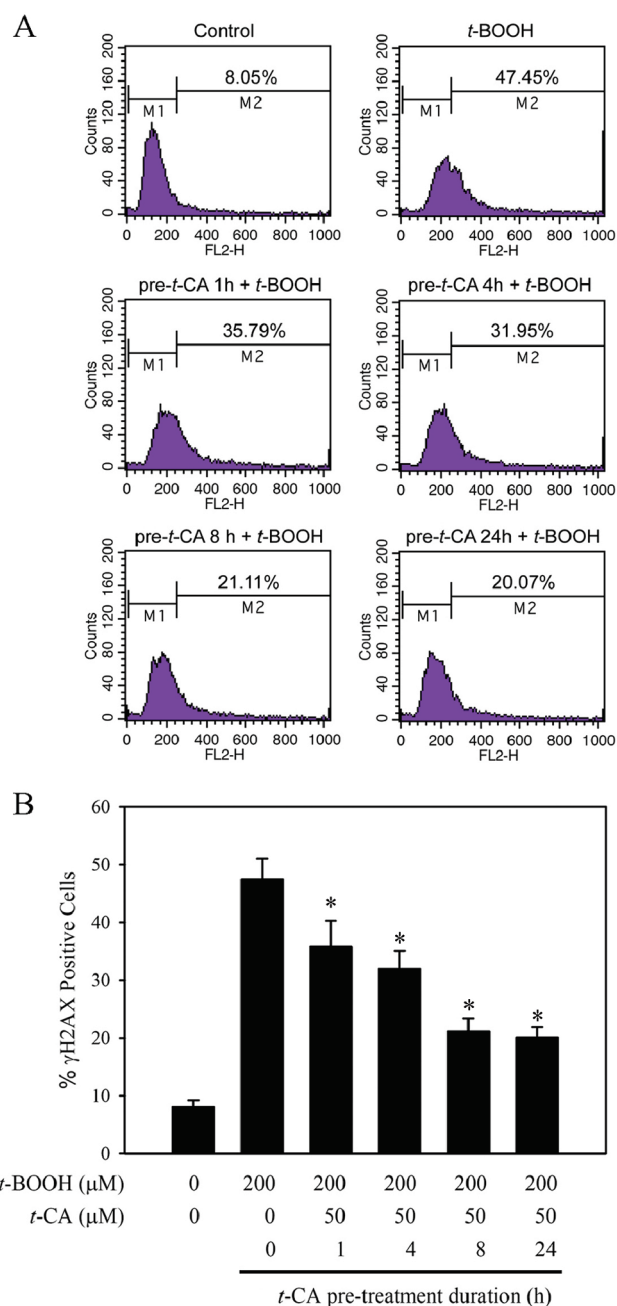 A
Control
t-BOOH
200
160
120
80
40
0
Counts
8.05%
M1
M2
0 200 400 600 800 1000
FL2-H
200
160
120
80
40
0
Counts
47.45%
M1
M2
0 200 400 600 800 1000
FL2-H
pre-t-CA 1h + t-BOOH
pre-t-CA 4h + t-BOOH
200
160
120
80
40
0
Counts
35.79%
M1
M2
0 200 400 600 800 1000
FL2-H
200
160
120
80
40
0
Counts
31.95%
M1
M2
0 200 400 600 800 1000
FL2-H
pre-t-CA 8 h + t-BOOH
pre-t-CA 24h + t-BOOH
200
160
120
80
40
0
Counts
21.11%
M1
M2
0 200 400 600 800 1000
FL2-H
200
160
120
80
40
0
Counts
20.07%
M1
M2
0 200 400 600 800 1000
FL2-H
B
60
50
40
30
20
10
0
% γH2AX Positive Cells
* * * *
t-BOOH (μM) 0 200 200 200 200 200
t-CA (μM) 0 0 50 50 50 50
0 1 4 8 24
t-CA pre-treatment duration (h)